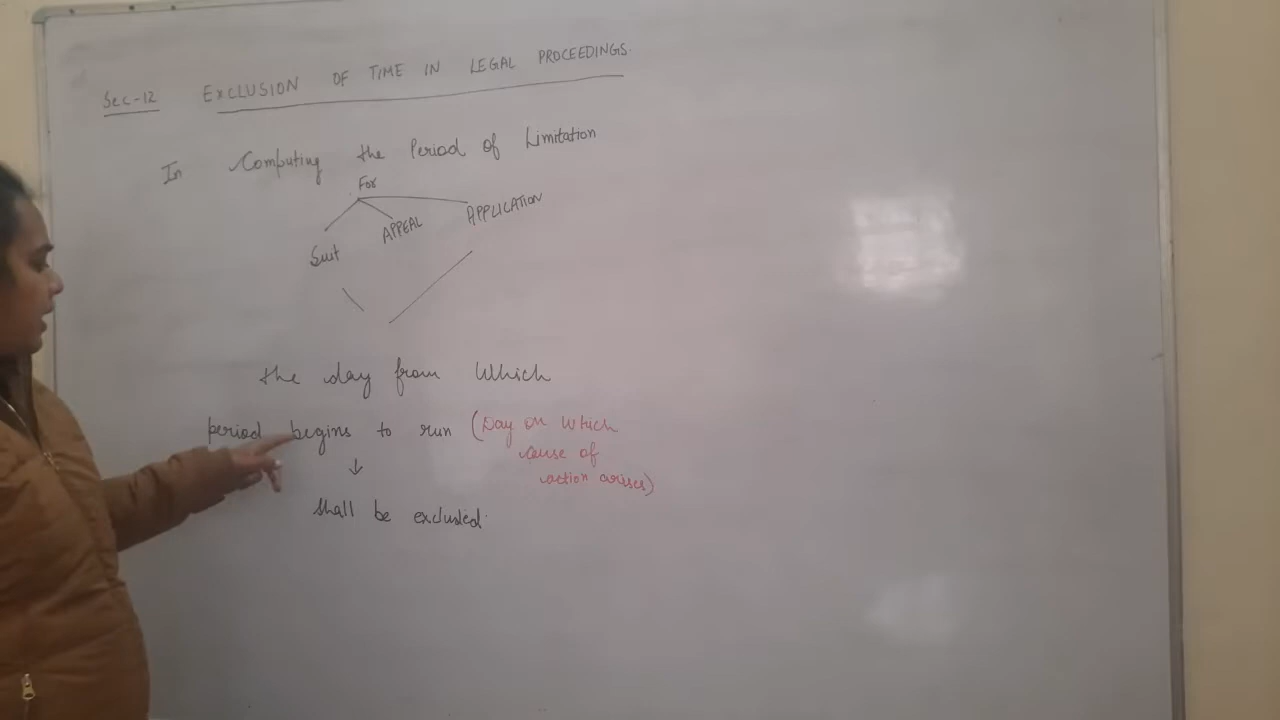 Sec-12 EXCLUSION OF TIME IN LEGAL PROCEEDINGS.
In Computing the Period of Limitation
For
Suit APPEAL APPLICATION
the day from Which
period begins to run (Day on Which
cause of
action arises)
shall be excluded.